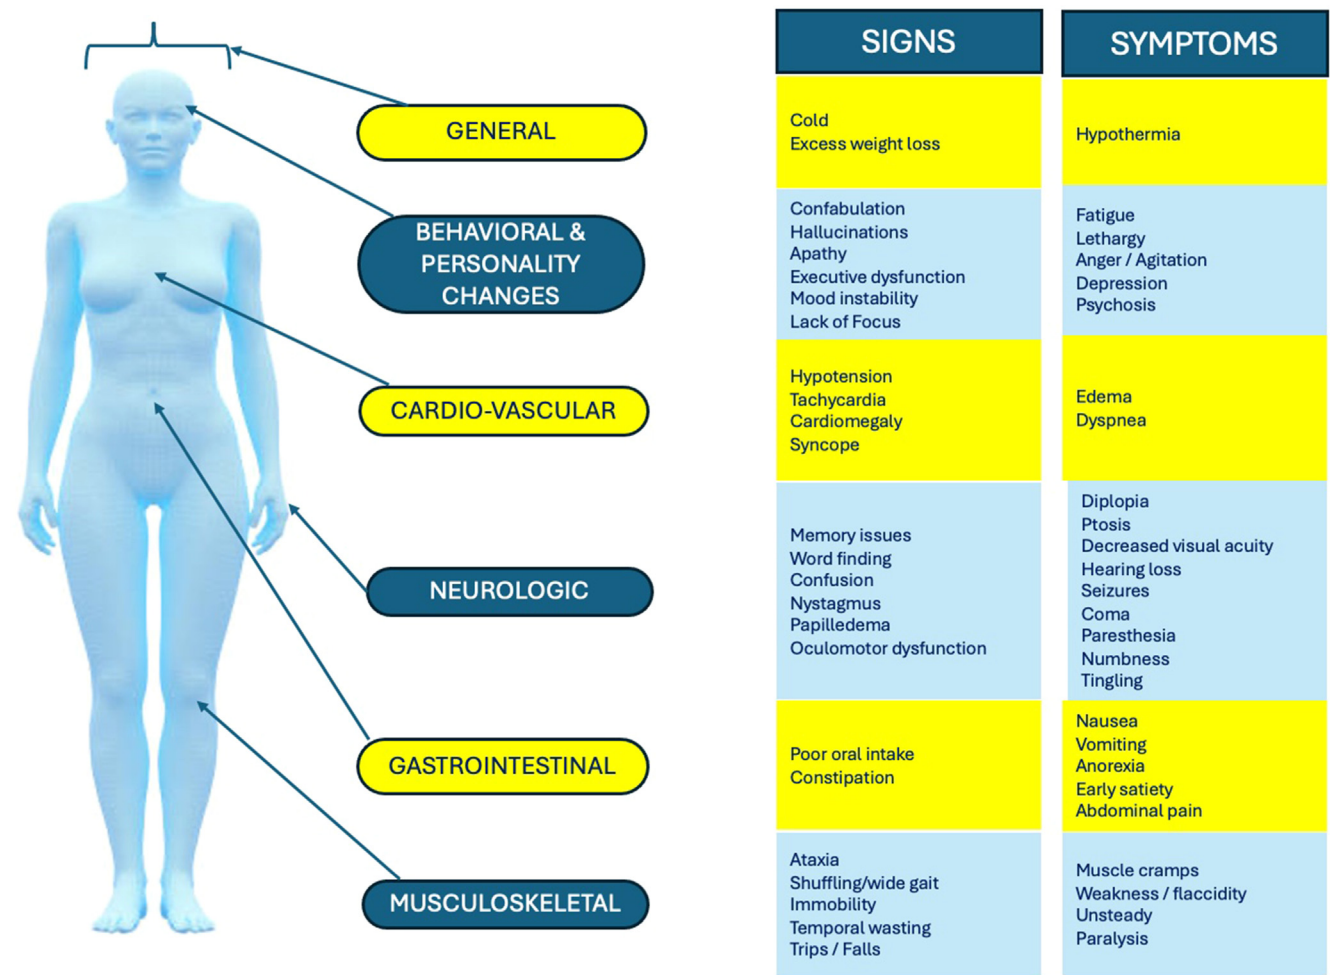 GENERAL
BEHAVIORAL &
PERSONALITY
CHANGES
CARDIO-VASCULAR
NEUROLOGIC
GASTROINTESTINAL
MUSCULOSKELETAL
SIGNS
SYMPTOMS
Cold
Excess weight loss
Hypothermia
Confabulation
Hallucinations
Apathy
Executive dysfunction
Mood instability
Lack of Focus
Fatigue
Lethargy
Anger / Agitation
Depression
Psychosis
Hypotension
Tachycardia
Cardiomegaly
Syncope
Edema
Dyspnea
Memory issues
Word finding
Confusion
Nystagmus
Papilledema
Oculomotor dysfunction
Diplopia
Ptosis
Decreased visual acuity
Hearing loss
Seizures
Coma
Paresthesia
Numbness
Tingling
Poor oral intake
Constipation
Nausea
Vomiting
Anorexia
Early satiety
Abdominal pain
Ataxia
Shuffling/wide gait
Immobility
Temporal wasting
Trips / Falls
Muscle cramps
Weakness / flaccidity
Unsteady
Paralysis